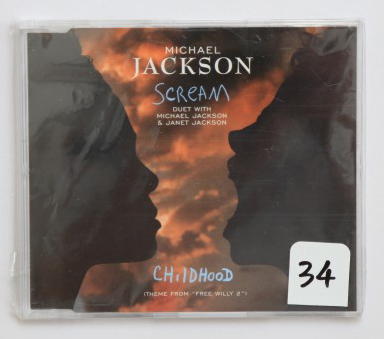 MICHAEL
JACKSON
SCREAM
DUET WITH
MICHAEL JACKSON
& JANET JACKSON
CHiLDHOOD
(THEME FROM "FREE WILLY 2")
34